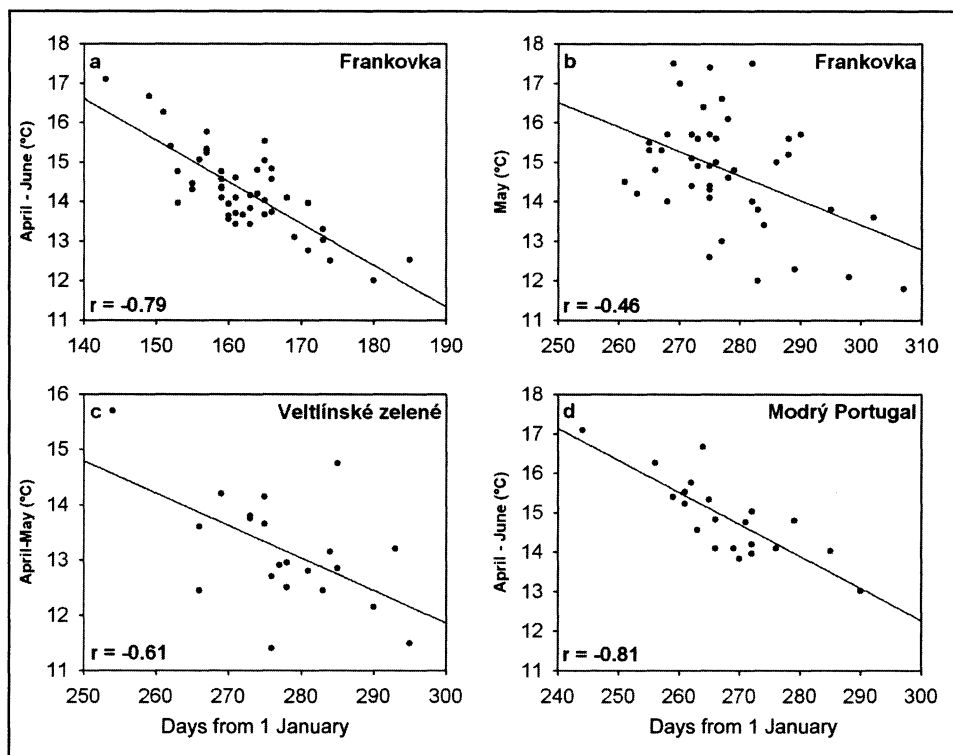 a Frankovka
18
17
16
15
14
13
12
11
April - June (°C)
r = -0.79
140 150 160 170 180 190
b Frankovka
18
17
16
15
14
13
12
11
May (°C)
r = -0.46
250 260 270 280 290 300 310
c Veltlínské zelené
16
15
14
13
12
11
April-May (°C)
r = -0.61
250 260 270 280 290 300
Days from 1 January
d Modrý Portugal
18
17
16
15
14
13
12
11
April - June (°C)
r = -0.81
240 250 260 270 280 290 300
Days from 1 January